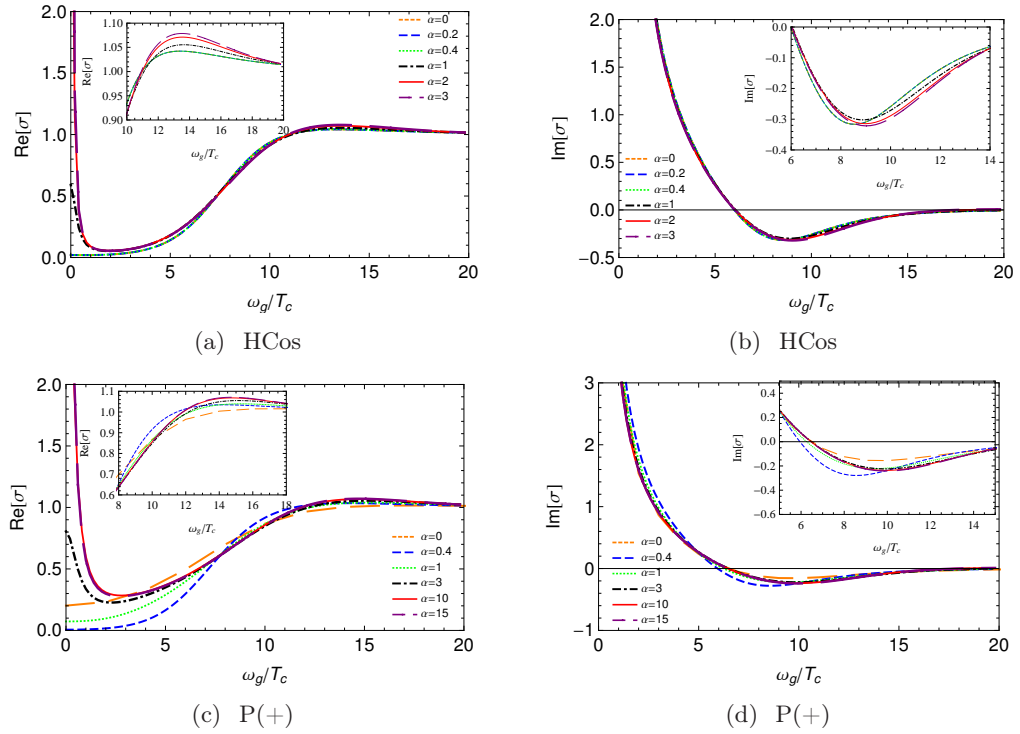 2.0
1.5
1.0
0.5
0.0
Re[σ]
0 5 10 15 20
ω_g/T_c
α=0
α=0.2
α=0.4
α=1
α=2
α=3
1.10
1.05
1.00
0.95
0.90
Re[σ]
10 12 14 16 18 20
ω_g/T_c
(a) HCos
2.0
1.5
1.0
0.5
0.0
−0.5
Im[σ]
0 5 10 15 20
ω_g/T_c
α=0
α=0.2
α=0.4
α=1
α=2
α=3
0.0
−0.1
−0.2
−0.3
−0.4
Im[σ]
6 8 10 12 14
ω_g/T_c
(b) HCos
2.0
1.5
1.0
0.5
0.0
Re[σ]
0 5 10 15 20
ω_g/T_c
α=0
α=0.4
α=1
α=3
α=10
α=15
1.1
1.0
0.9
0.8
0.7
0.6
Re[σ]
8 10 12 14 16 18
ω_g/T_c
(c) P(+)
3
2
1
0
−1
Im[σ]
0 5 10 15 20
ω_g/T_c
α=0
α=0.4
α=1
α=3
α=10
α=15
0.4
0.2
0.0
−0.2
−0.4
−0.6
Im[σ]
6 8 10 12 14
ω_g/T_c
(d) P(+)